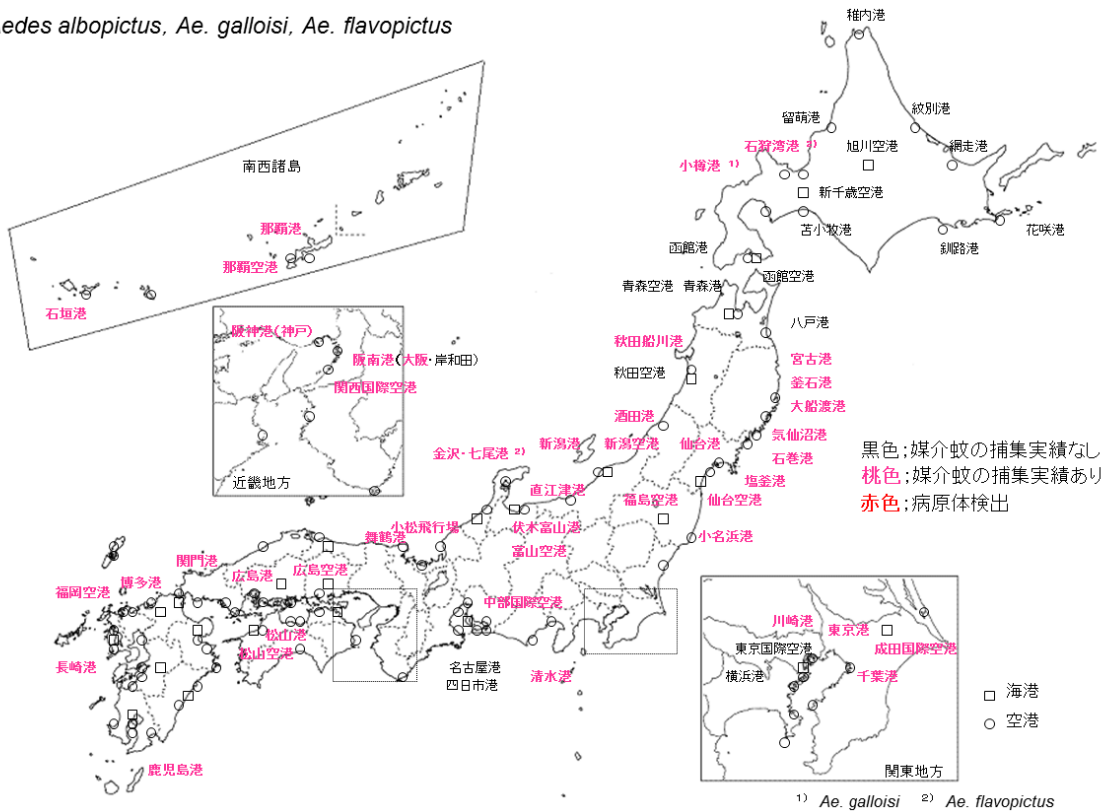 edes albopictus, Ae. galloisi, Ae. flavopictus
稚内港
留萌港
紋別港
石狩湾港 2)
旭川空港
網走港
小樽港 1)
新千歳空港
苫小牧港
釧路港
花咲港
函館港
函館空港
南西諸島
那覇港
那覇空港
石垣港
青森空港
青森港
八戸港
秋田船川港
秋田空港
宮古港
釜石港
大船渡港
酒田港
気仙沼港
石巻港
塩釜港
仙台港
仙台空港
新潟港
新潟空港
金沢・七尾港 2)
直江津港
福島空港
小名浜港
阪神港(神戸)
阪南港(大阪・岸和田)
関西国際空港
近畿地方
黒色;媒介蚊の捕集実績なし
桃色;媒介蚊の捕集実績あり
赤色;病原体検出
小松飛行場
伏木富山港
舞鶴港
富山空港
関門港
博多港
福岡空港
広島港
広島空港
中部国際空港
松山港
松山空港
長崎港
名古屋港
四日市港
清水港
鹿児島港
川崎港
東京港
東京国際空港
成田国際空港
横浜港
千葉港
関東地方
海港
空港
1) Ae. galloisi 2) Ae. flavopictus